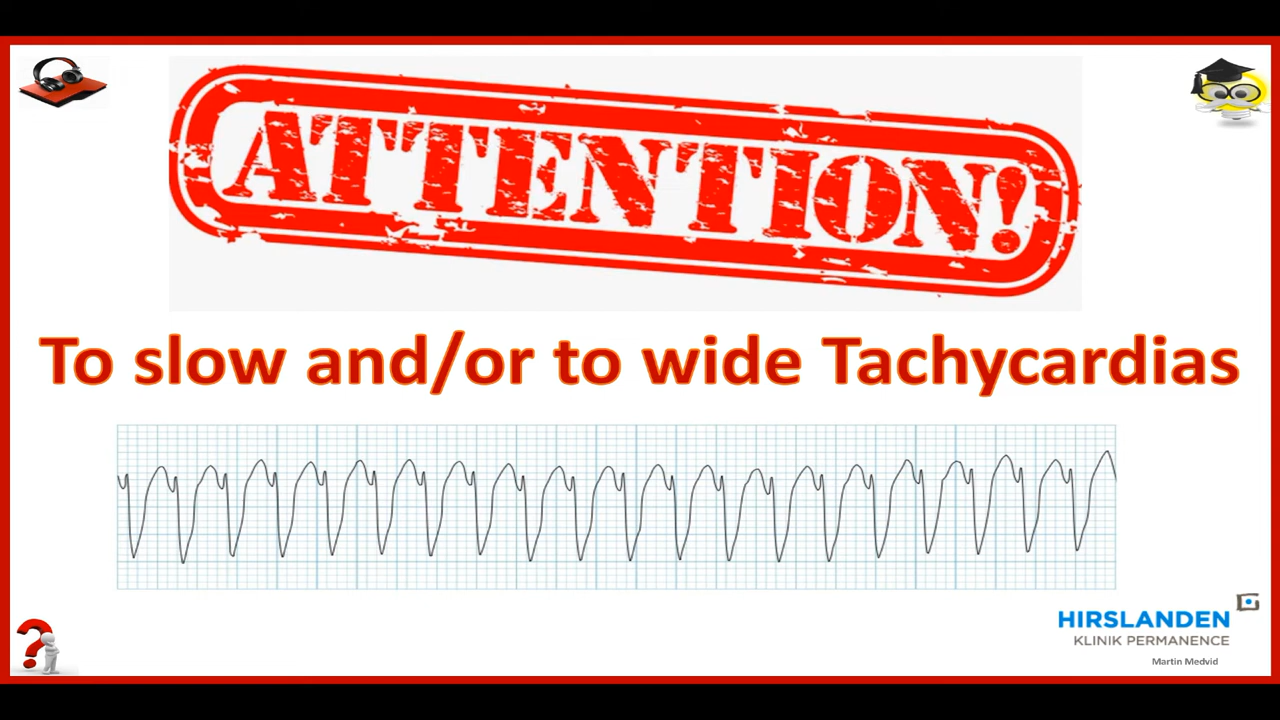 ATTENTION!
To slow and/or to wide Tachycardias
HIRSLANDEN
KLINIK PERMANENCE
Martin Medvid